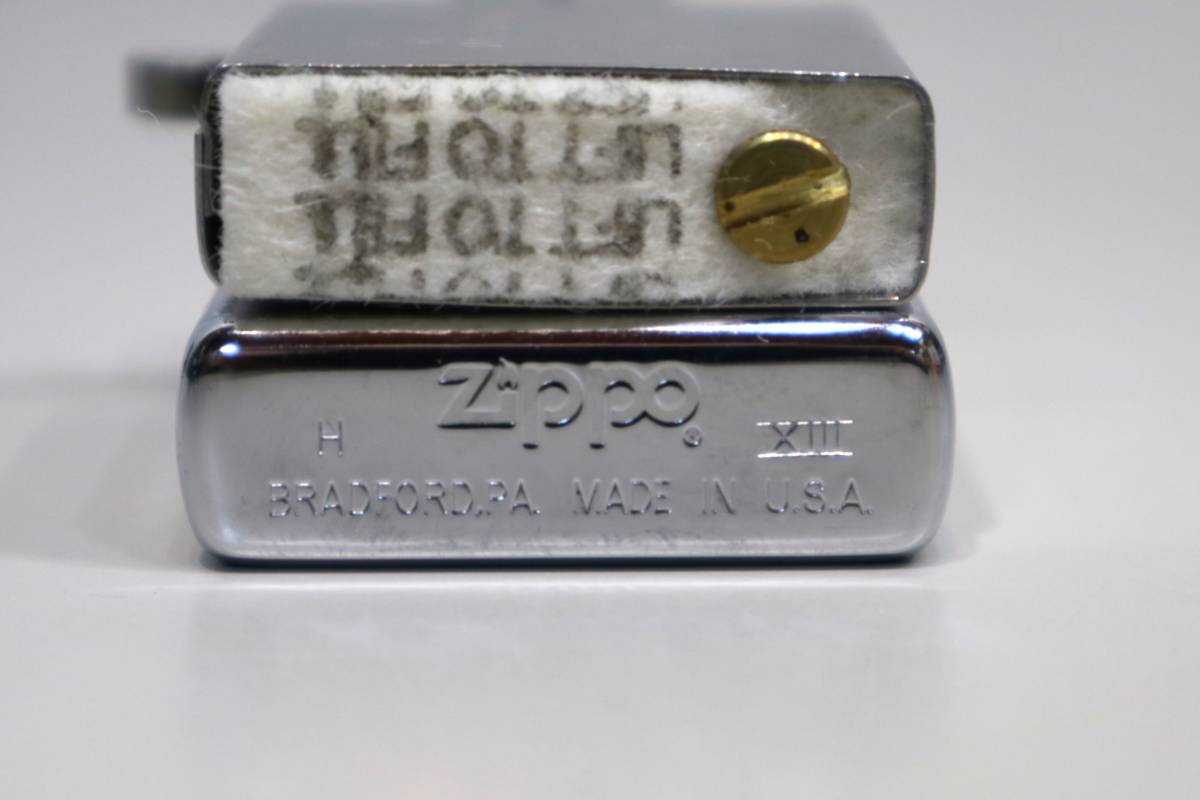 LIFT TO FILL
LIFT TO FILL
Zippo®
H XIII
BRADFORD,PA. MADE IN U.S.A.